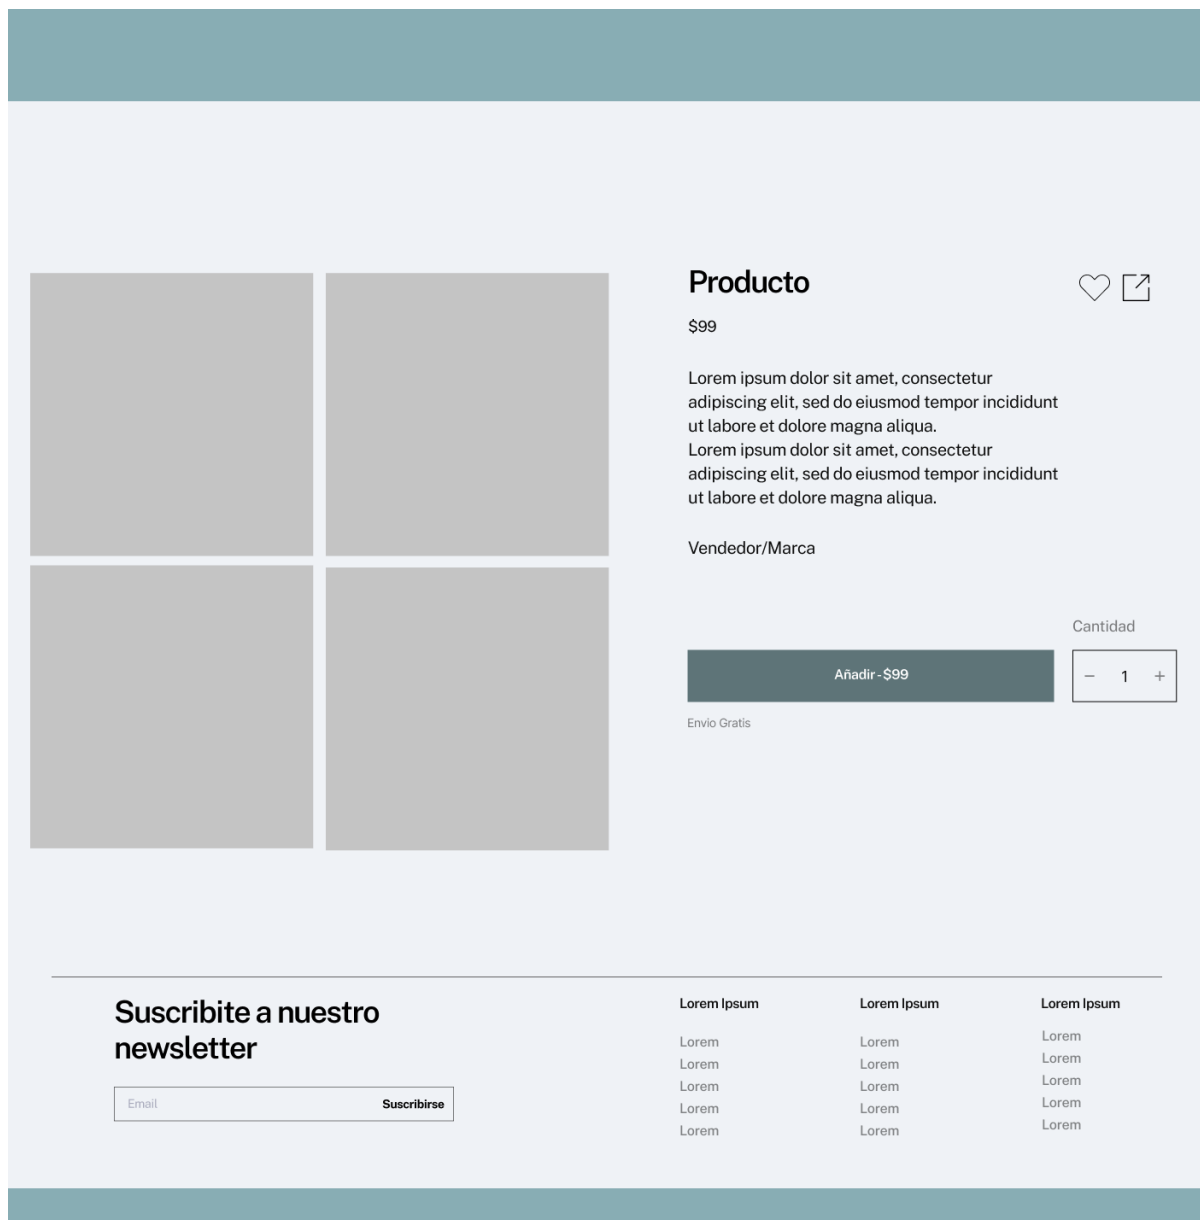 Producto
$99
Lorem ipsum dolor sit amet, consectetur
adipiscing elit, sed do eiusmod tempor incididunt
ut labore et dolore magna aliqua.
Lorem ipsum dolor sit amet, consectetur
adipiscing elit, sed do eiusmod tempor incididunt
ut labore et dolore magna aliqua.
Vendedor/Marca
Cantidad
Añadir - $99
− 1 +
Envio Gratis
Suscribite a nuestro
newsletter
Email
Suscribirse
Lorem Ipsum
Lorem
Lorem
Lorem
Lorem
Lorem
Lorem Ipsum
Lorem
Lorem
Lorem
Lorem
Lorem
Lorem Ipsum
Lorem
Lorem
Lorem
Lorem
Lorem